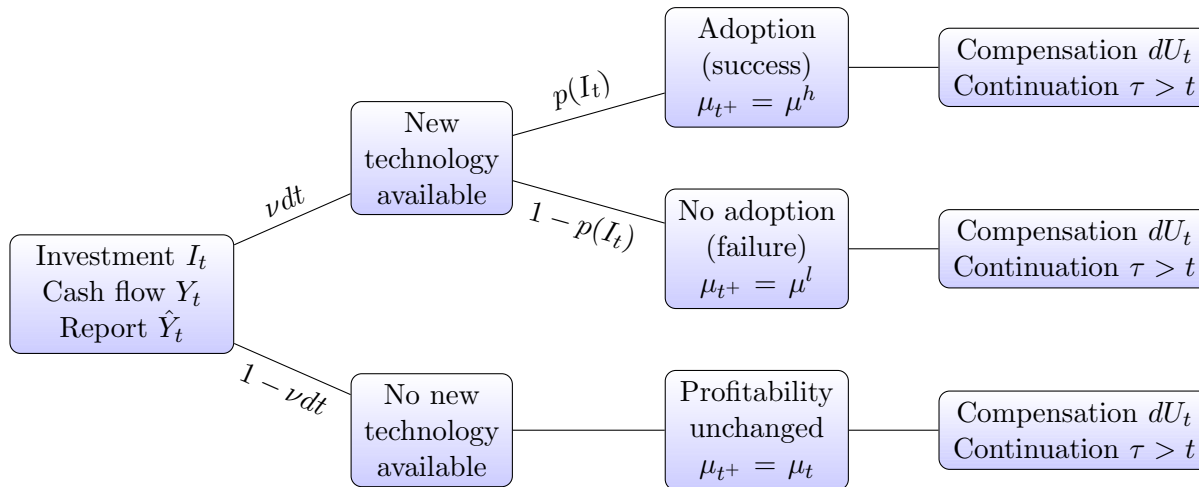 Investment I_t
Cash flow Y_t
Report Ŷ_t
νdt
1 − νdt
New
technology
available
No new
technology
available
p(I_t)
1 − p(I_t)
Adoption
(success)
μ_{t+} = μ^h
No adoption
(failure)
μ_{t+} = μ^l
Profitability
unchanged
μ_{t+} = μ_t
Compensation dU_t
Continuation τ > t
Compensation dU_t
Continuation τ > t
Compensation dU_t
Continuation τ > t